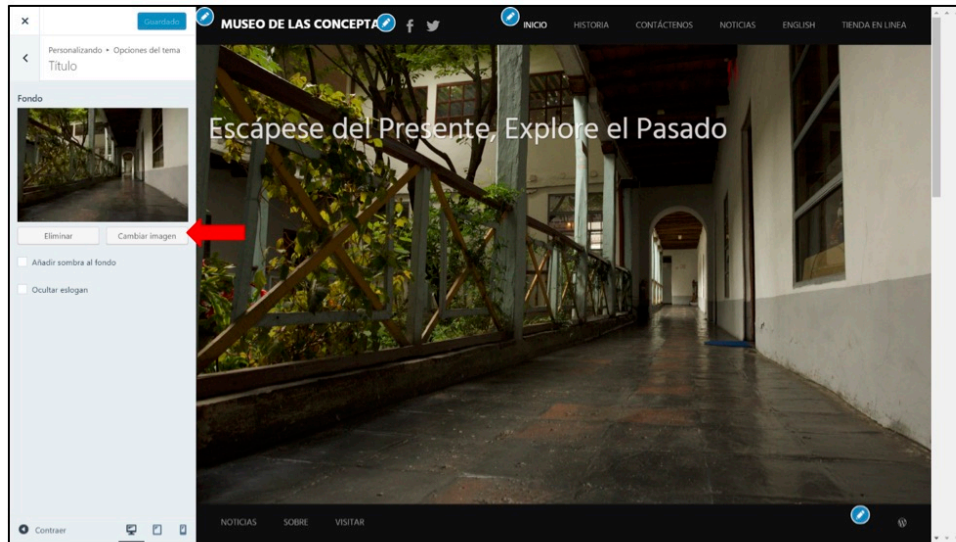 Guardado
Personalizando • Opciones del tema
Título
Fondo
Eliminar
Cambiar imagen
Añadir sombra al fondo
Ocultar eslogan
Contraer
MUSEO DE LAS CONCEPTA
INICIO HISTORIA CONTÁCTENOS NOTICIAS ENGLISH TIENDA EN LINEA
Escápese del Presente, Explore el Pasado
NOTICIAS SOBRE VISITAR